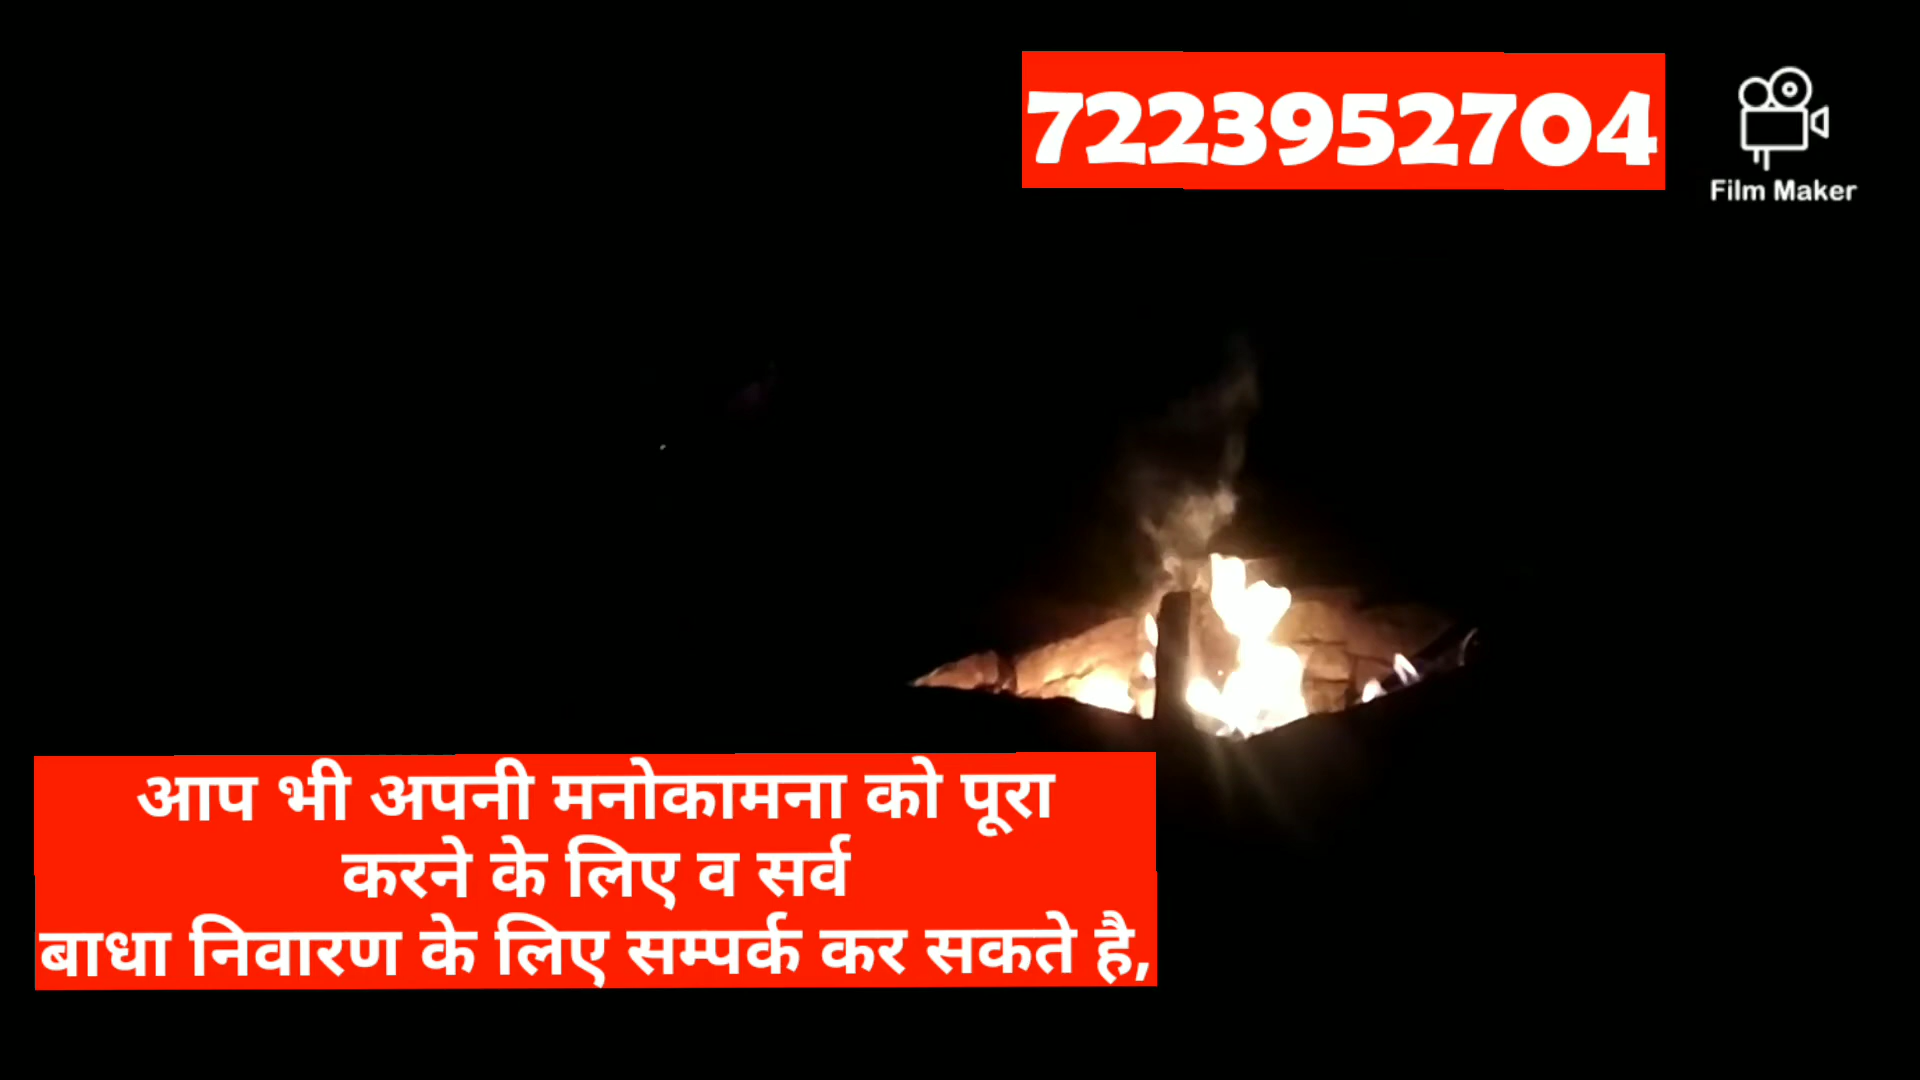 7223952704
Film Maker
आप भी अपनी मनोकामना को पूरा
करने के लिए व सर्व
बाधा निवारण के लिए सम्पर्क कर सकते है,